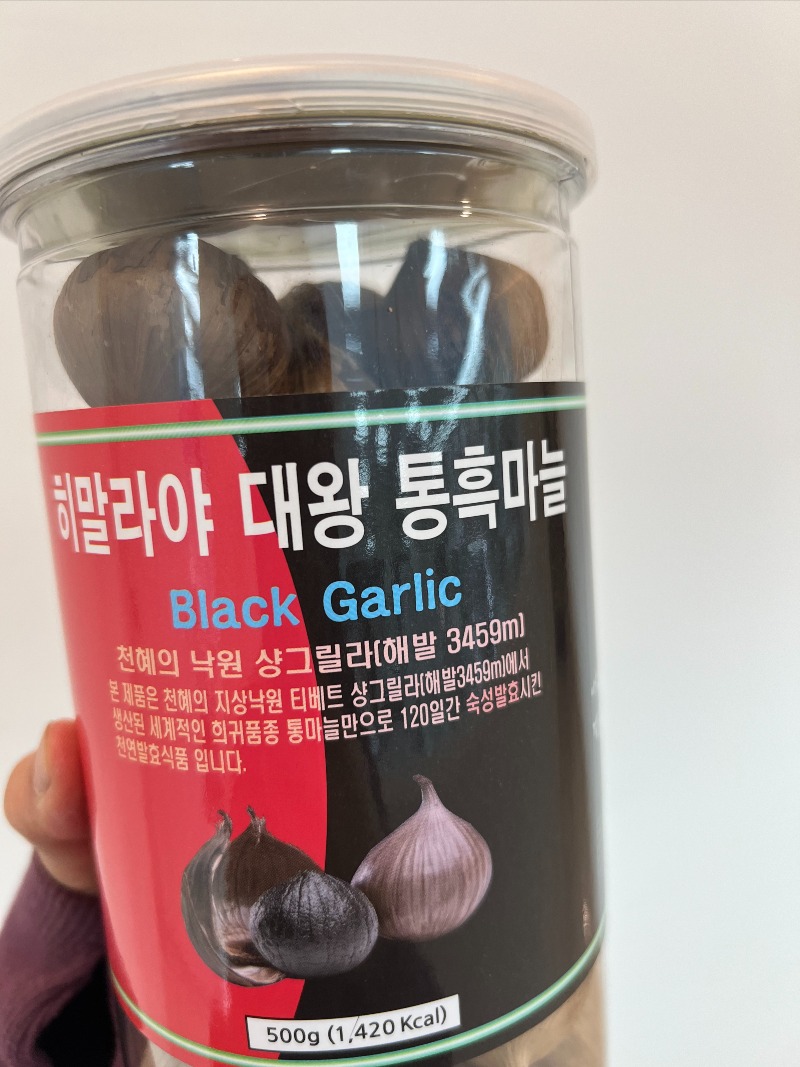 히말라야 대왕 통흑마늘
Black Garlic
천혜의 낙원 샹그릴라(해발 3459m)
본 제품은 천혜의 지상낙원 티베트 샹그릴라(해발3459m)에서
생산된 세계적인 희귀품종 통마늘만으로 120일간 숙성발효시킨
천연발효식품 입니다.
500g (1,420 Kcal)